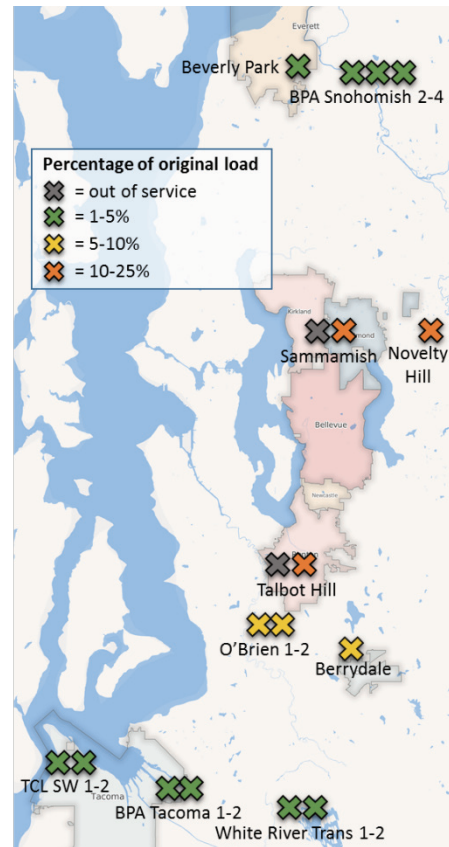 Everett
Beverly Park
BPA Snohomish 2-4
Percentage of original load
= out of service
= 1-5%
= 5-10%
= 10-25%
Kirkland
mond
Sammamish
Novelty
Hill
Bellevue
Newcastle
Talbot Hill
O'Brien 1-2
Berrydale
TCL SW 1-2
Tacoma
BPA Tacoma 1-2
White River Trans 1-2